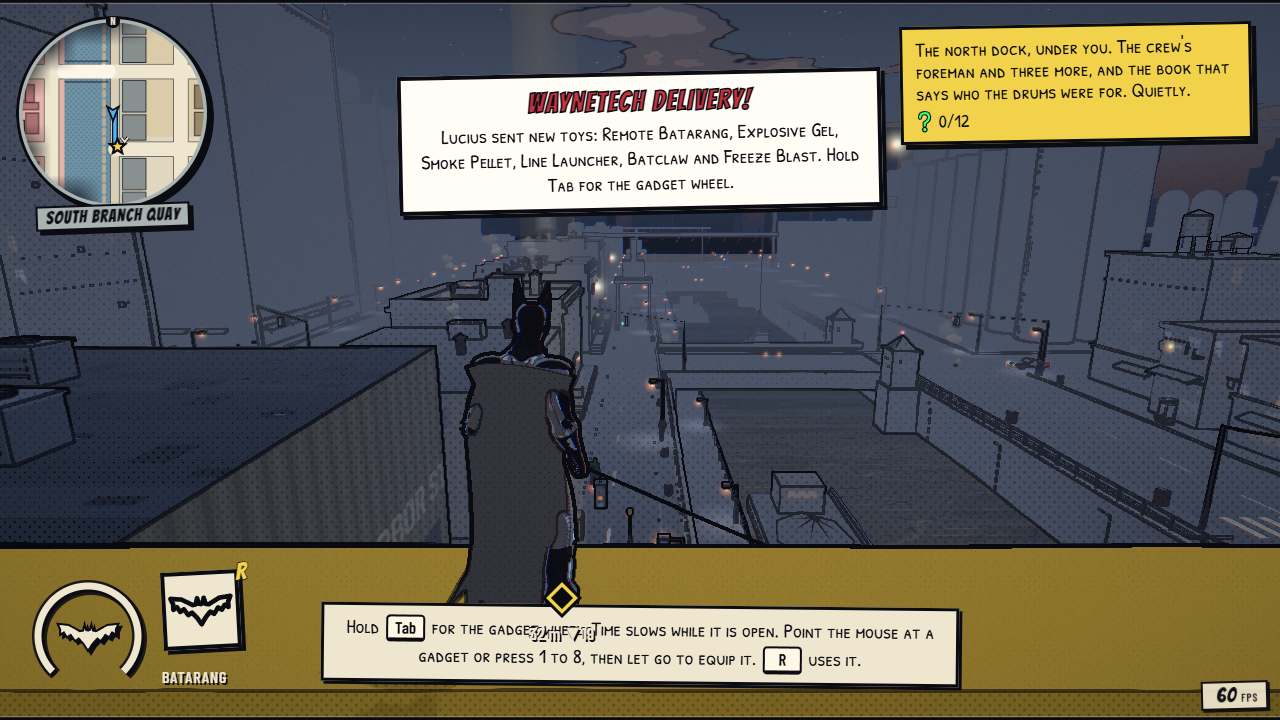 N
SOUTH BRANCH QUAY
WAYNETECH DELIVERY!
LUCIUS SENT NEW TOYS: REMOTE BATARANG, EXPLOSIVE GEL,
SMOKE PELLET, LINE LAUNCHER, BATCLAW AND FREEZE BLAST. HOLD
TAB FOR THE GADGET WHEEL.
THE NORTH DOCK, UNDER YOU. THE CREW'S
FOREMAN AND THREE MORE, AND THE BOOK THAT
SAYS WHO THE DRUMS WERE FOR. QUIETLY.
? 0/12
R
BATARANG
HOLD Tab FOR THE GADGET WHEEL. TIME SLOWS WHILE IT IS OPEN. POINT THE MOUSE AT A
GADGET OR PRESS 1 TO 8, THEN LET GO TO EQUIP IT. R USES IT.
60 FPS